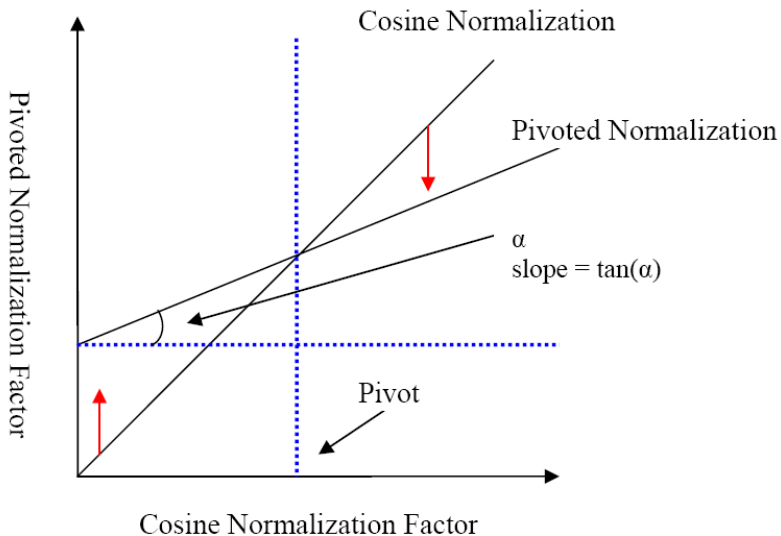 Cosine Normalization
Pivoted Normalization
α
slope = tan(α)
Pivot
Pivoted Normalization Factor
Cosine Normalization Factor